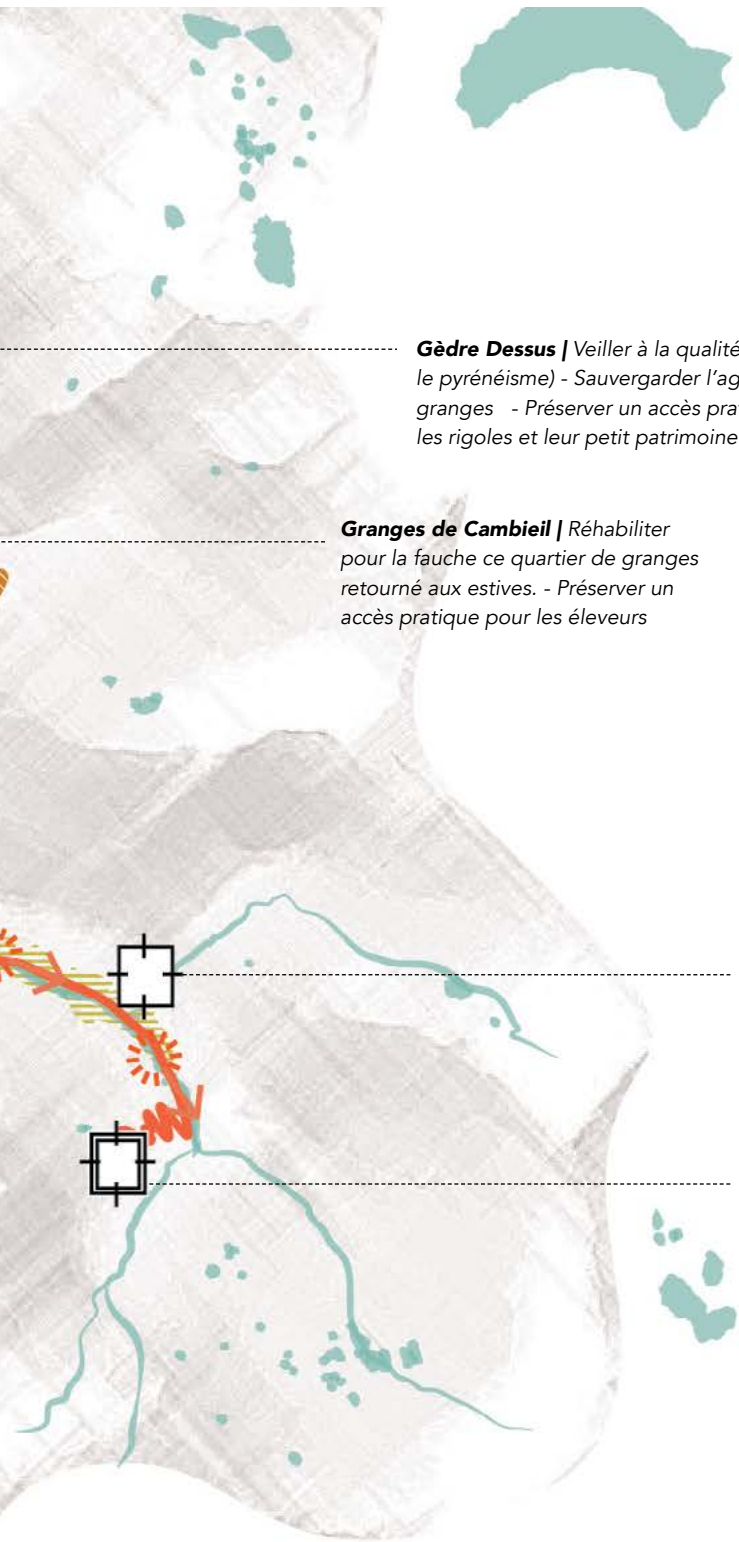 Gèdre Dessus | Veiller à la qualité
le pyrénéisme) - Sauvergarder l'ag
granges - Préserver un accès prat
les rigoles et leur petit patrimoine
Granges de Cambieil | Réhabiliter
pour la fauche ce quartier de granges
retourné aux estives. - Préserver un
accès pratique pour les éleveurs